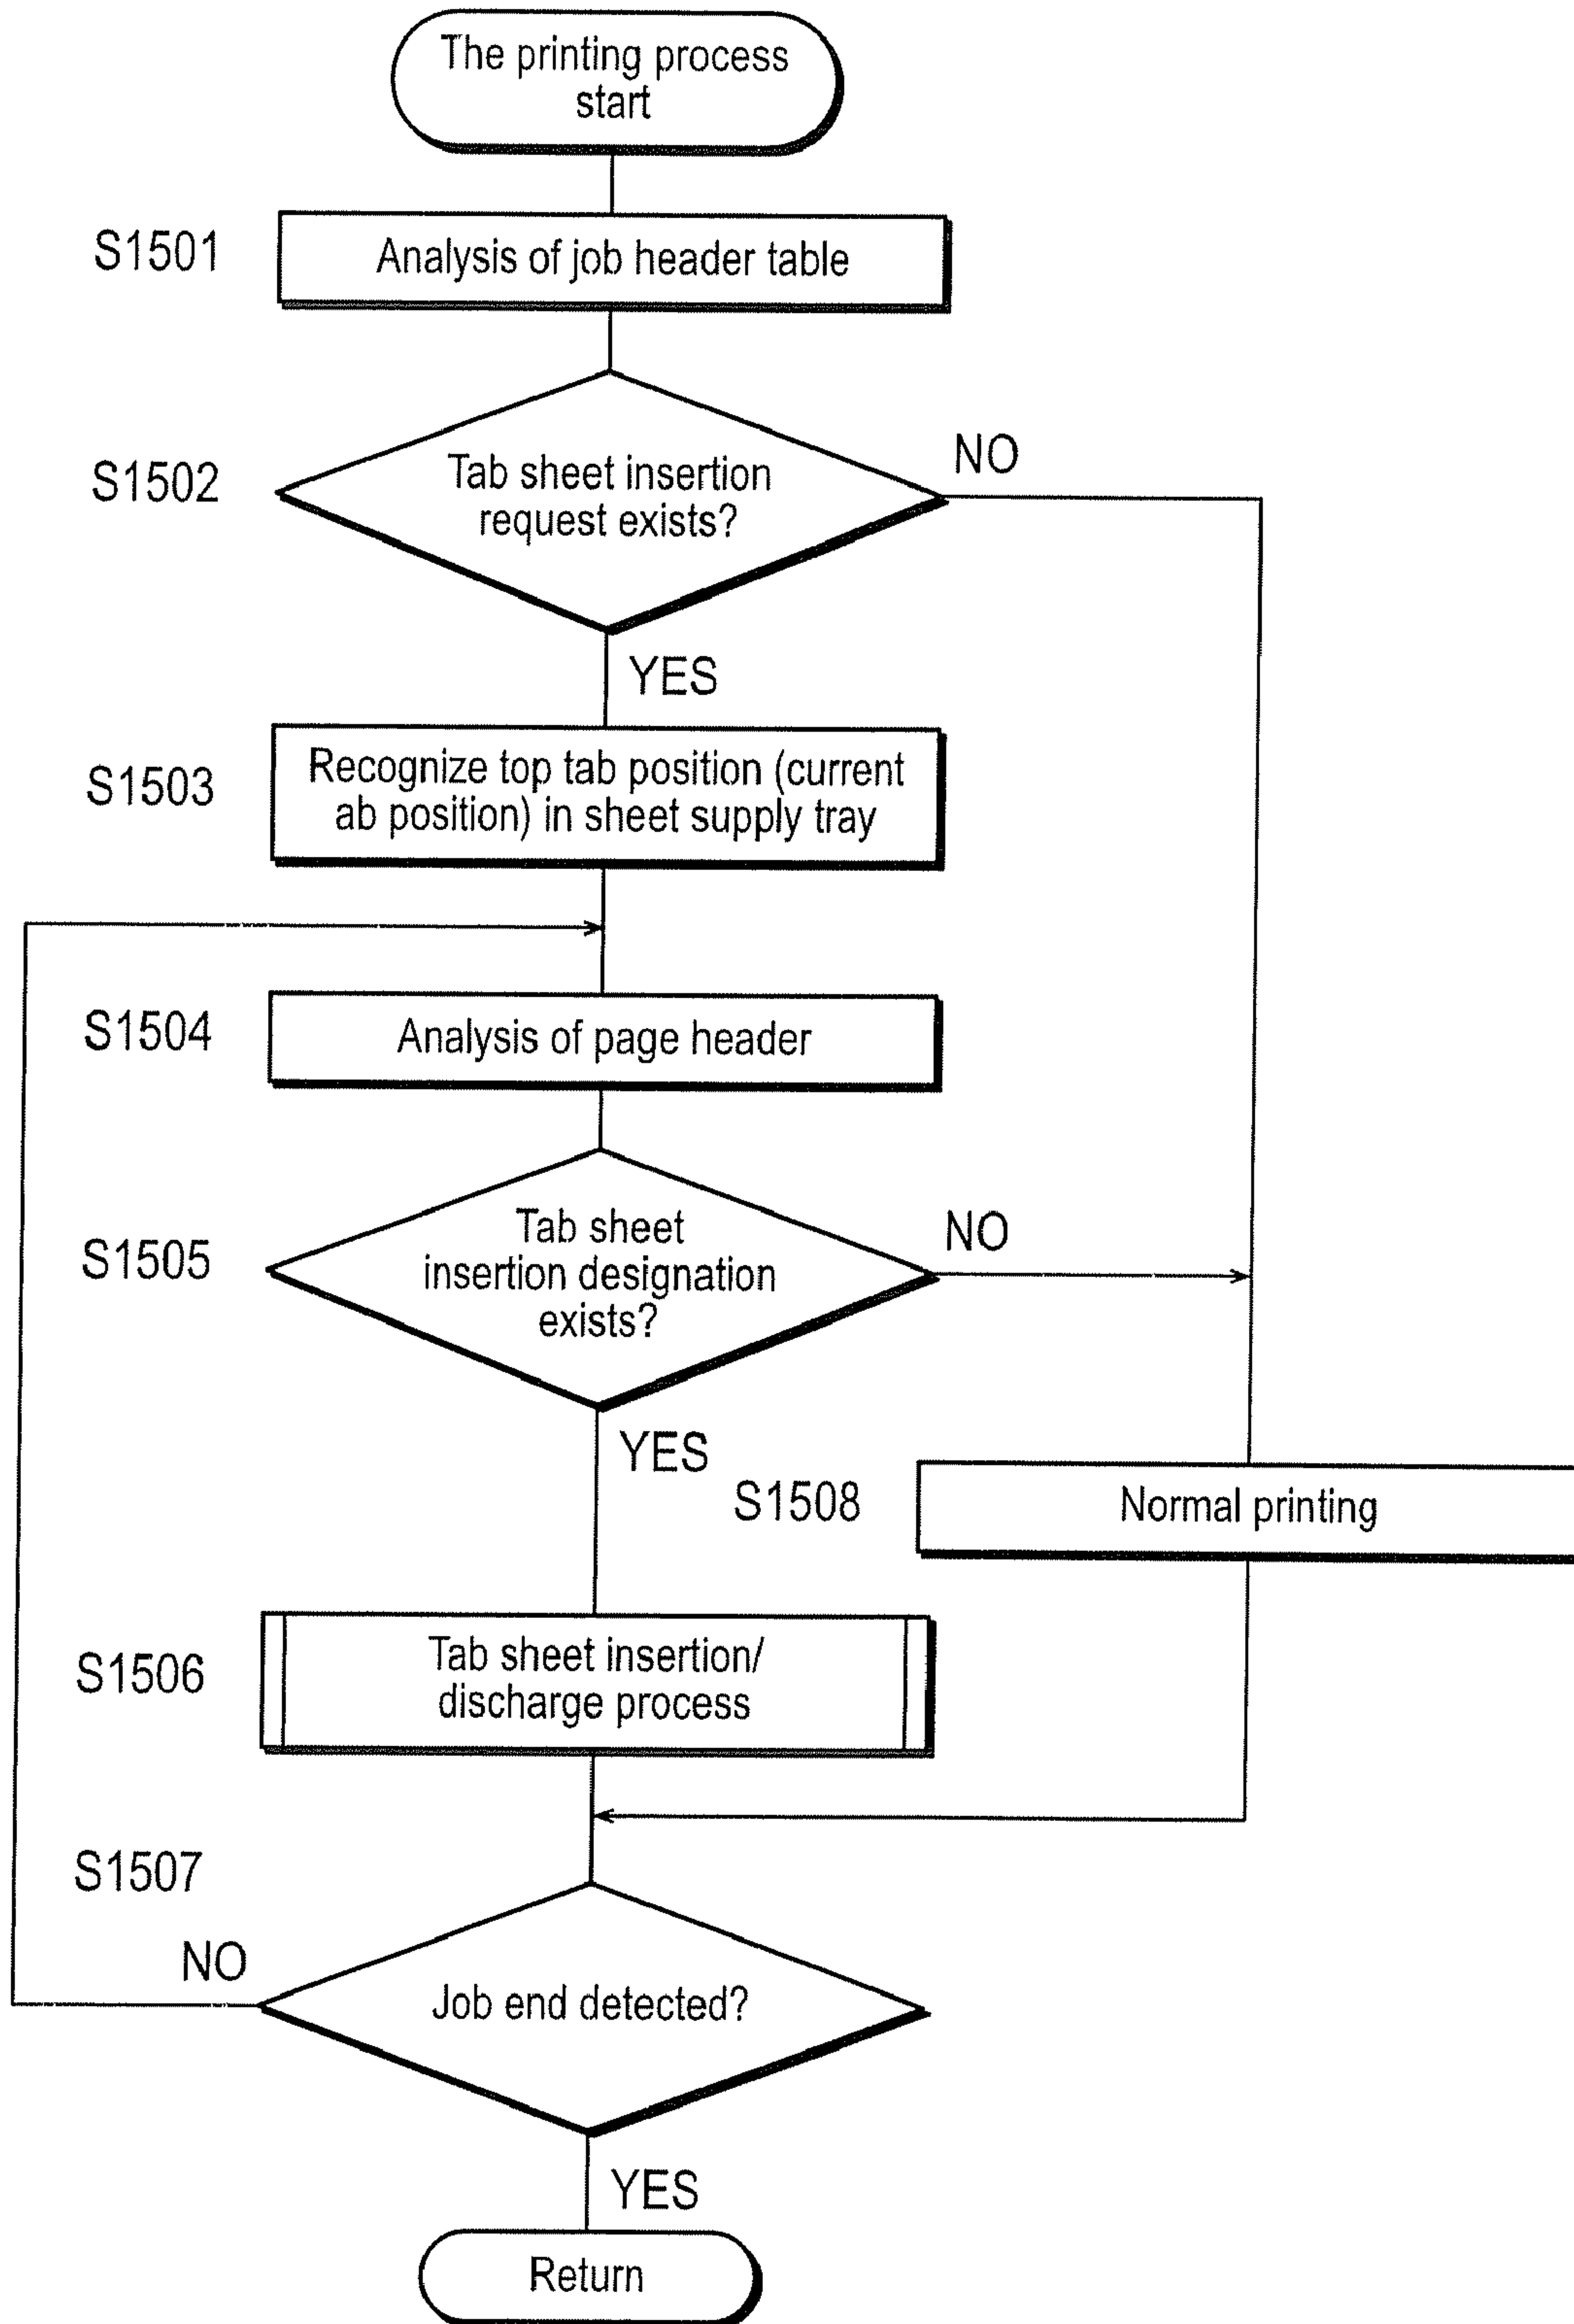 The printing process
start
S1501
Analysis of job header table
S1502
Tab sheet insertion
request exists?
NO
YES
S1503
Recognize top tab position (current
ab position) in sheet supply tray
S1504
Analysis of page header
S1505
Tab sheet
insertion designation
exists?
NO
YES
S1508
Normal printing
S1506
Tab sheet insertion/
discharge process
S1507
NO
Job end detected?
YES
Return